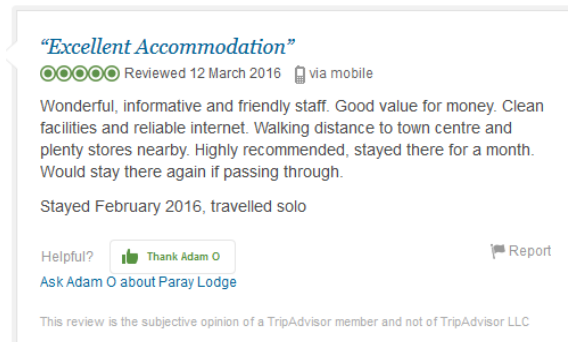 “Excellent Accommodation”
Reviewed 12 March 2016 via mobile
Wonderful, informative and friendly staff. Good value for money. Clean
facilities and reliable internet. Walking distance to town centre and
plenty stores nearby. Highly recommended, stayed there for a month.
Would stay there again if passing through.
Stayed February 2016, travelled solo
Helpful? Thank Adam O Report
Ask Adam O about Paray Lodge
This review is the subjective opinion of a TripAdvisor member and not of TripAdvisor LLC